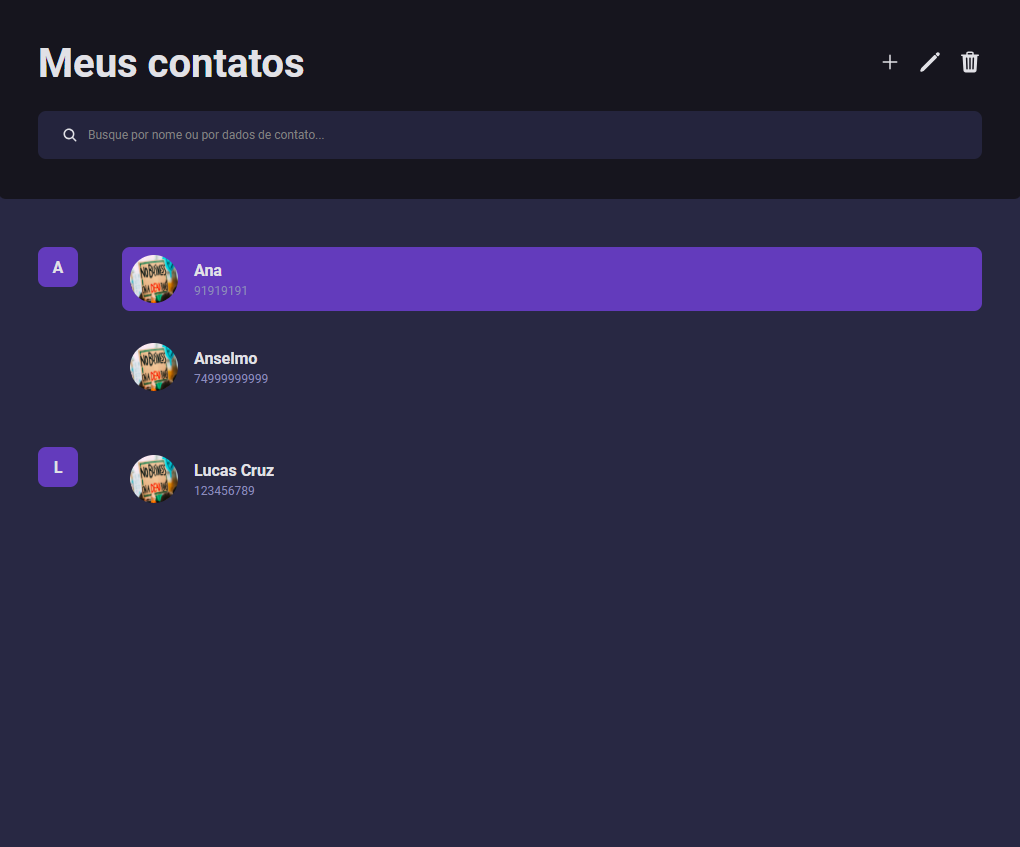 Meus contatos
Busque por nome ou por dados de contato...
A
Ana
91919191
Anselmo
74999999999
L
Lucas Cruz
123456789